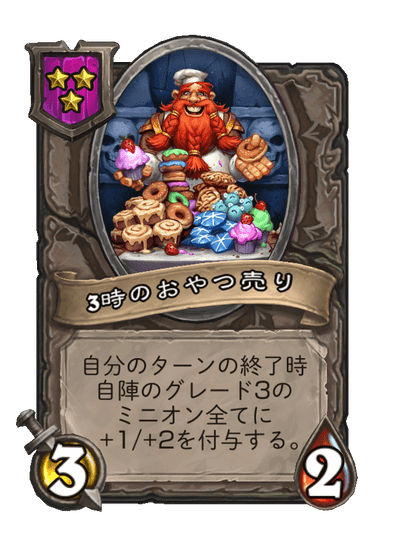 3時のおやつ売り
自分のターンの終了時
自陣のグレード3の
ミニオン全てに
+1/+2を付与する。
3
2